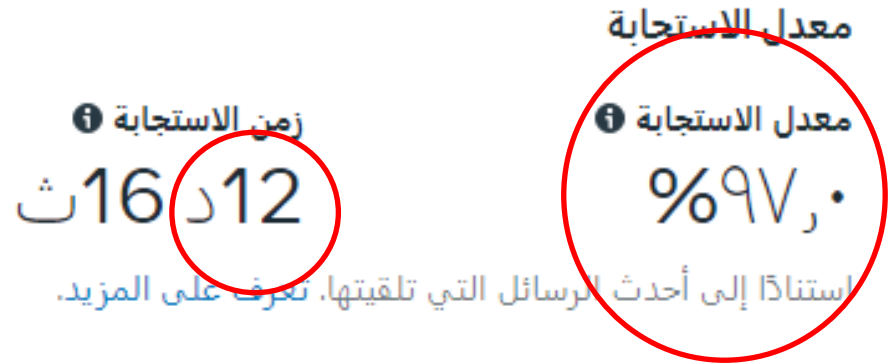 معدل الاستجابة
معدل الاستجابة
زمن الاستجابة
٩٧٫٠%
12د 16ث
استنادًا إلى أحدث الرسائل التي تلقيتها. تعرف على المزيد.